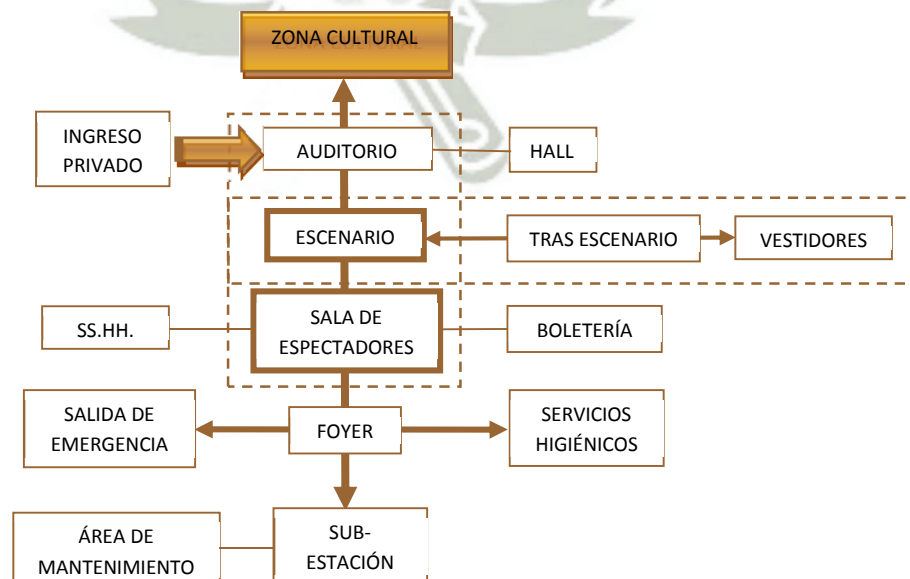 ZONA CULTURAL
INGRESO
PRIVADO
AUDITORIO
HALL
ESCENARIO
TRAS ESCENARIO
VESTIDORES
SS.HH.
SALA DE
ESPECTADORES
BOLETERÍA
SALIDA DE
EMERGENCIA
FOYER
SERVICIOS
HIGIÉNICOS
ÁREA DE
MANTENIMIENTO
SUB-
ESTACIÓN